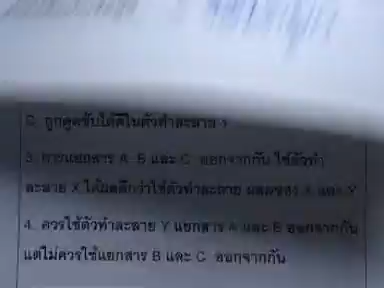 C ถูกดูดซับได้ดีในตัวทำละลาย
3. การแยกสาร A B และ C ออกจากกัน ใช้ตัวทำ
ละลาย X ได้ผลดีกว่าใช้ตัวทำละลาย ผสมของ X และ Y
4. ควรใช้ตัวทำละลาย Y แยกสาร A และ B ออกจากกัน
แต่ไม่ควรใช้แยกสาร B และ C ออกจากกัน